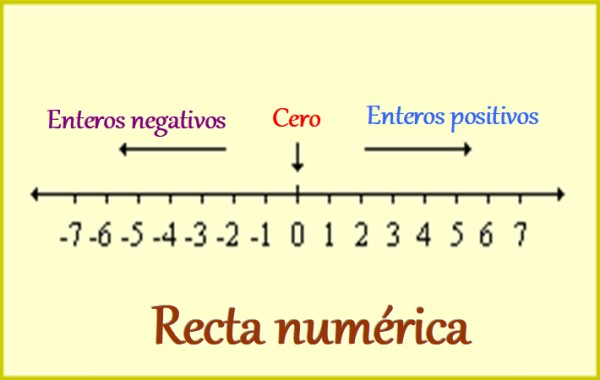 Enteros negativos Cero Enteros positivos
-7 -6 -5 -4 -3 -2 -1 0 1 2 3 4 5 6 7
Recta numérica